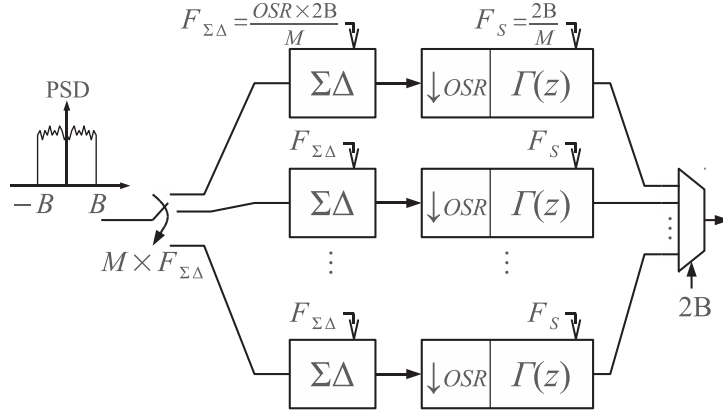 F_ΣΔ = OSR × 2B / M
F_S = 2B / M
PSD
ΣΔ
↓OSR
Γ(z)
F_ΣΔ
F_S
−B
B
ΣΔ
↓OSR
Γ(z)
M × F_ΣΔ
2B
F_ΣΔ
F_S
ΣΔ
↓OSR
Γ(z)